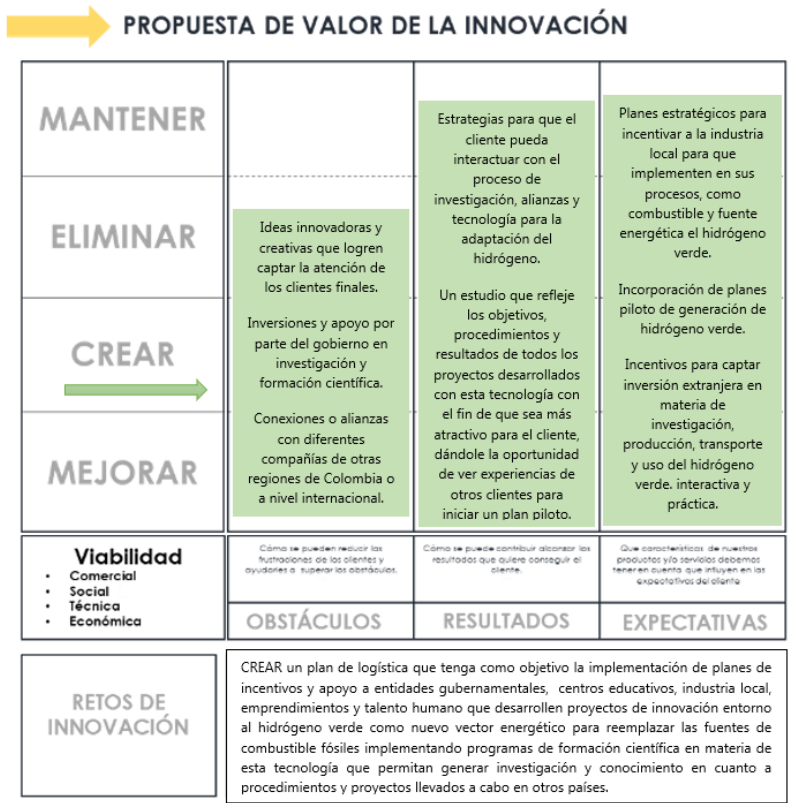 PROPUESTA DE VALOR DE LA INNOVACIÓN
MANTENER
ELIMINAR
CREAR
MEJORAR
Ideas innovadoras y
creativas que logren
captar la atención de
los clientes finales.
Inversiones y apoyo por
parte del gobierno en
investigación y
formación científica.
Conexiones o alianzas
con diferentes
compañías de otras
regiones de Colombia o
a nivel internacional.
Estrategias para que el
cliente pueda
interactuar con el
proceso de
investigación, alianzas y
tecnología para la
adaptación del
hidrógeno.
Un estudio que refleje
los objetivos,
procedimientos y
resultados de todos los
proyectos desarrollados
con esta tecnología con
el fin de que sea más
atractivo para el cliente,
dándole la oportunidad
de ver experiencias de
otros clientes para
iniciar un plan piloto.
Planes estratégicos para
incentivar a la industria
local para que
implementen en sus
procesos, como
combustible y fuente
energética el hidrógeno
verde.
Incorporación de planes
piloto de generación de
hidrógeno verde.
Incentivos para captar
inversión extranjera en
materia de
investigación,
producción, transporte
y uso del hidrógeno
verde. interactiva y
práctica.
Viabilidad
• Comercial
• Social
• Técnica
• Económica
Cómo se pueden reducir las
frustraciones de los clientes y
ayudarles a superar los obstáculos.
Cómo se puede contribuir alcanzar los
resultados que quiere conseguir el
cliente.
Que características de nuestros
productos y/o servicios debemos
tener en cuenta que influyen en las
expectativas del cliente
OBSTÁCULOS
RESULTADOS
EXPECTATIVAS
RETOS DE
INNOVACIÓN
CREAR un plan de logística que tenga como objetivo la implementación de planes de
incentivos y apoyo a entidades gubernamentales, centros educativos, industria local,
emprendimientos y talento humano que desarrollen proyectos de innovación entorno
al hidrógeno verde como nuevo vector energético para reemplazar las fuentes de
combustible fósiles implementando programas de formación científica en materia de
esta tecnología que permitan generar investigación y conocimiento en cuanto a
procedimientos y proyectos llevados a cabo en otros países.